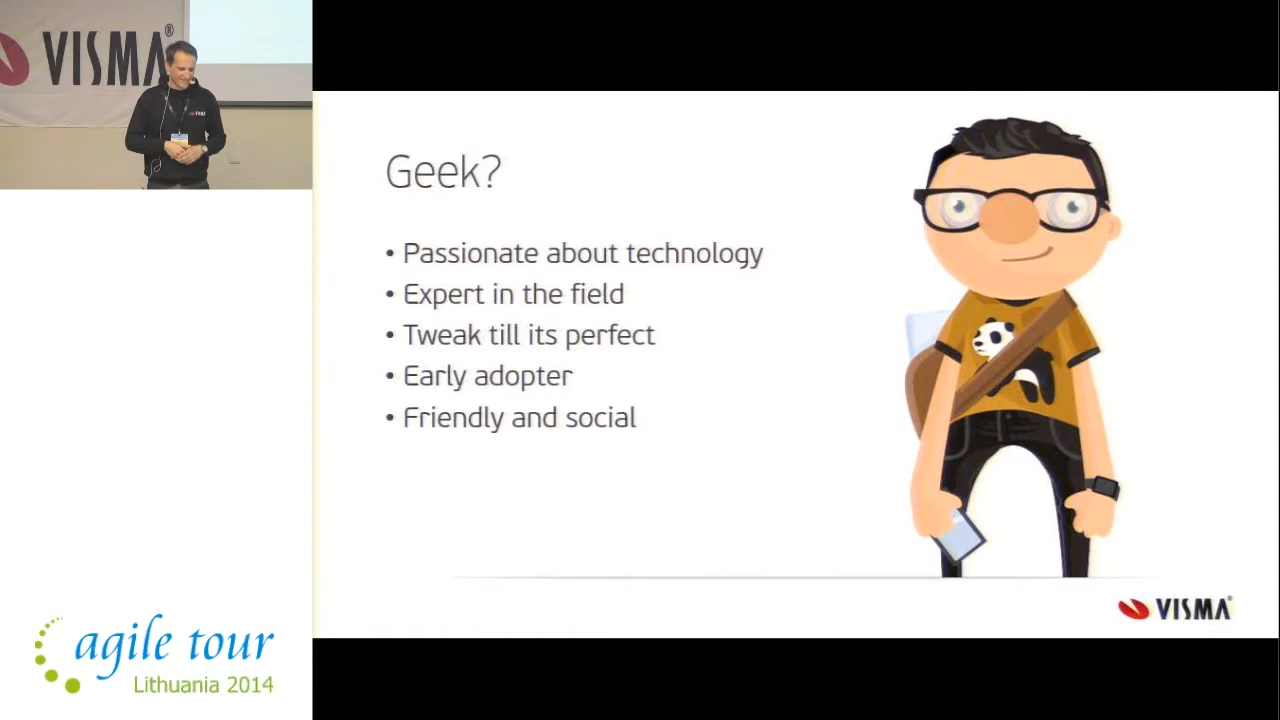 VISMA®
Geek?
• Passionate about technology
• Expert in the field
• Tweak till its perfect
• Early adopter
• Friendly and social
VISMA®
agile tour
Lithuania 2014